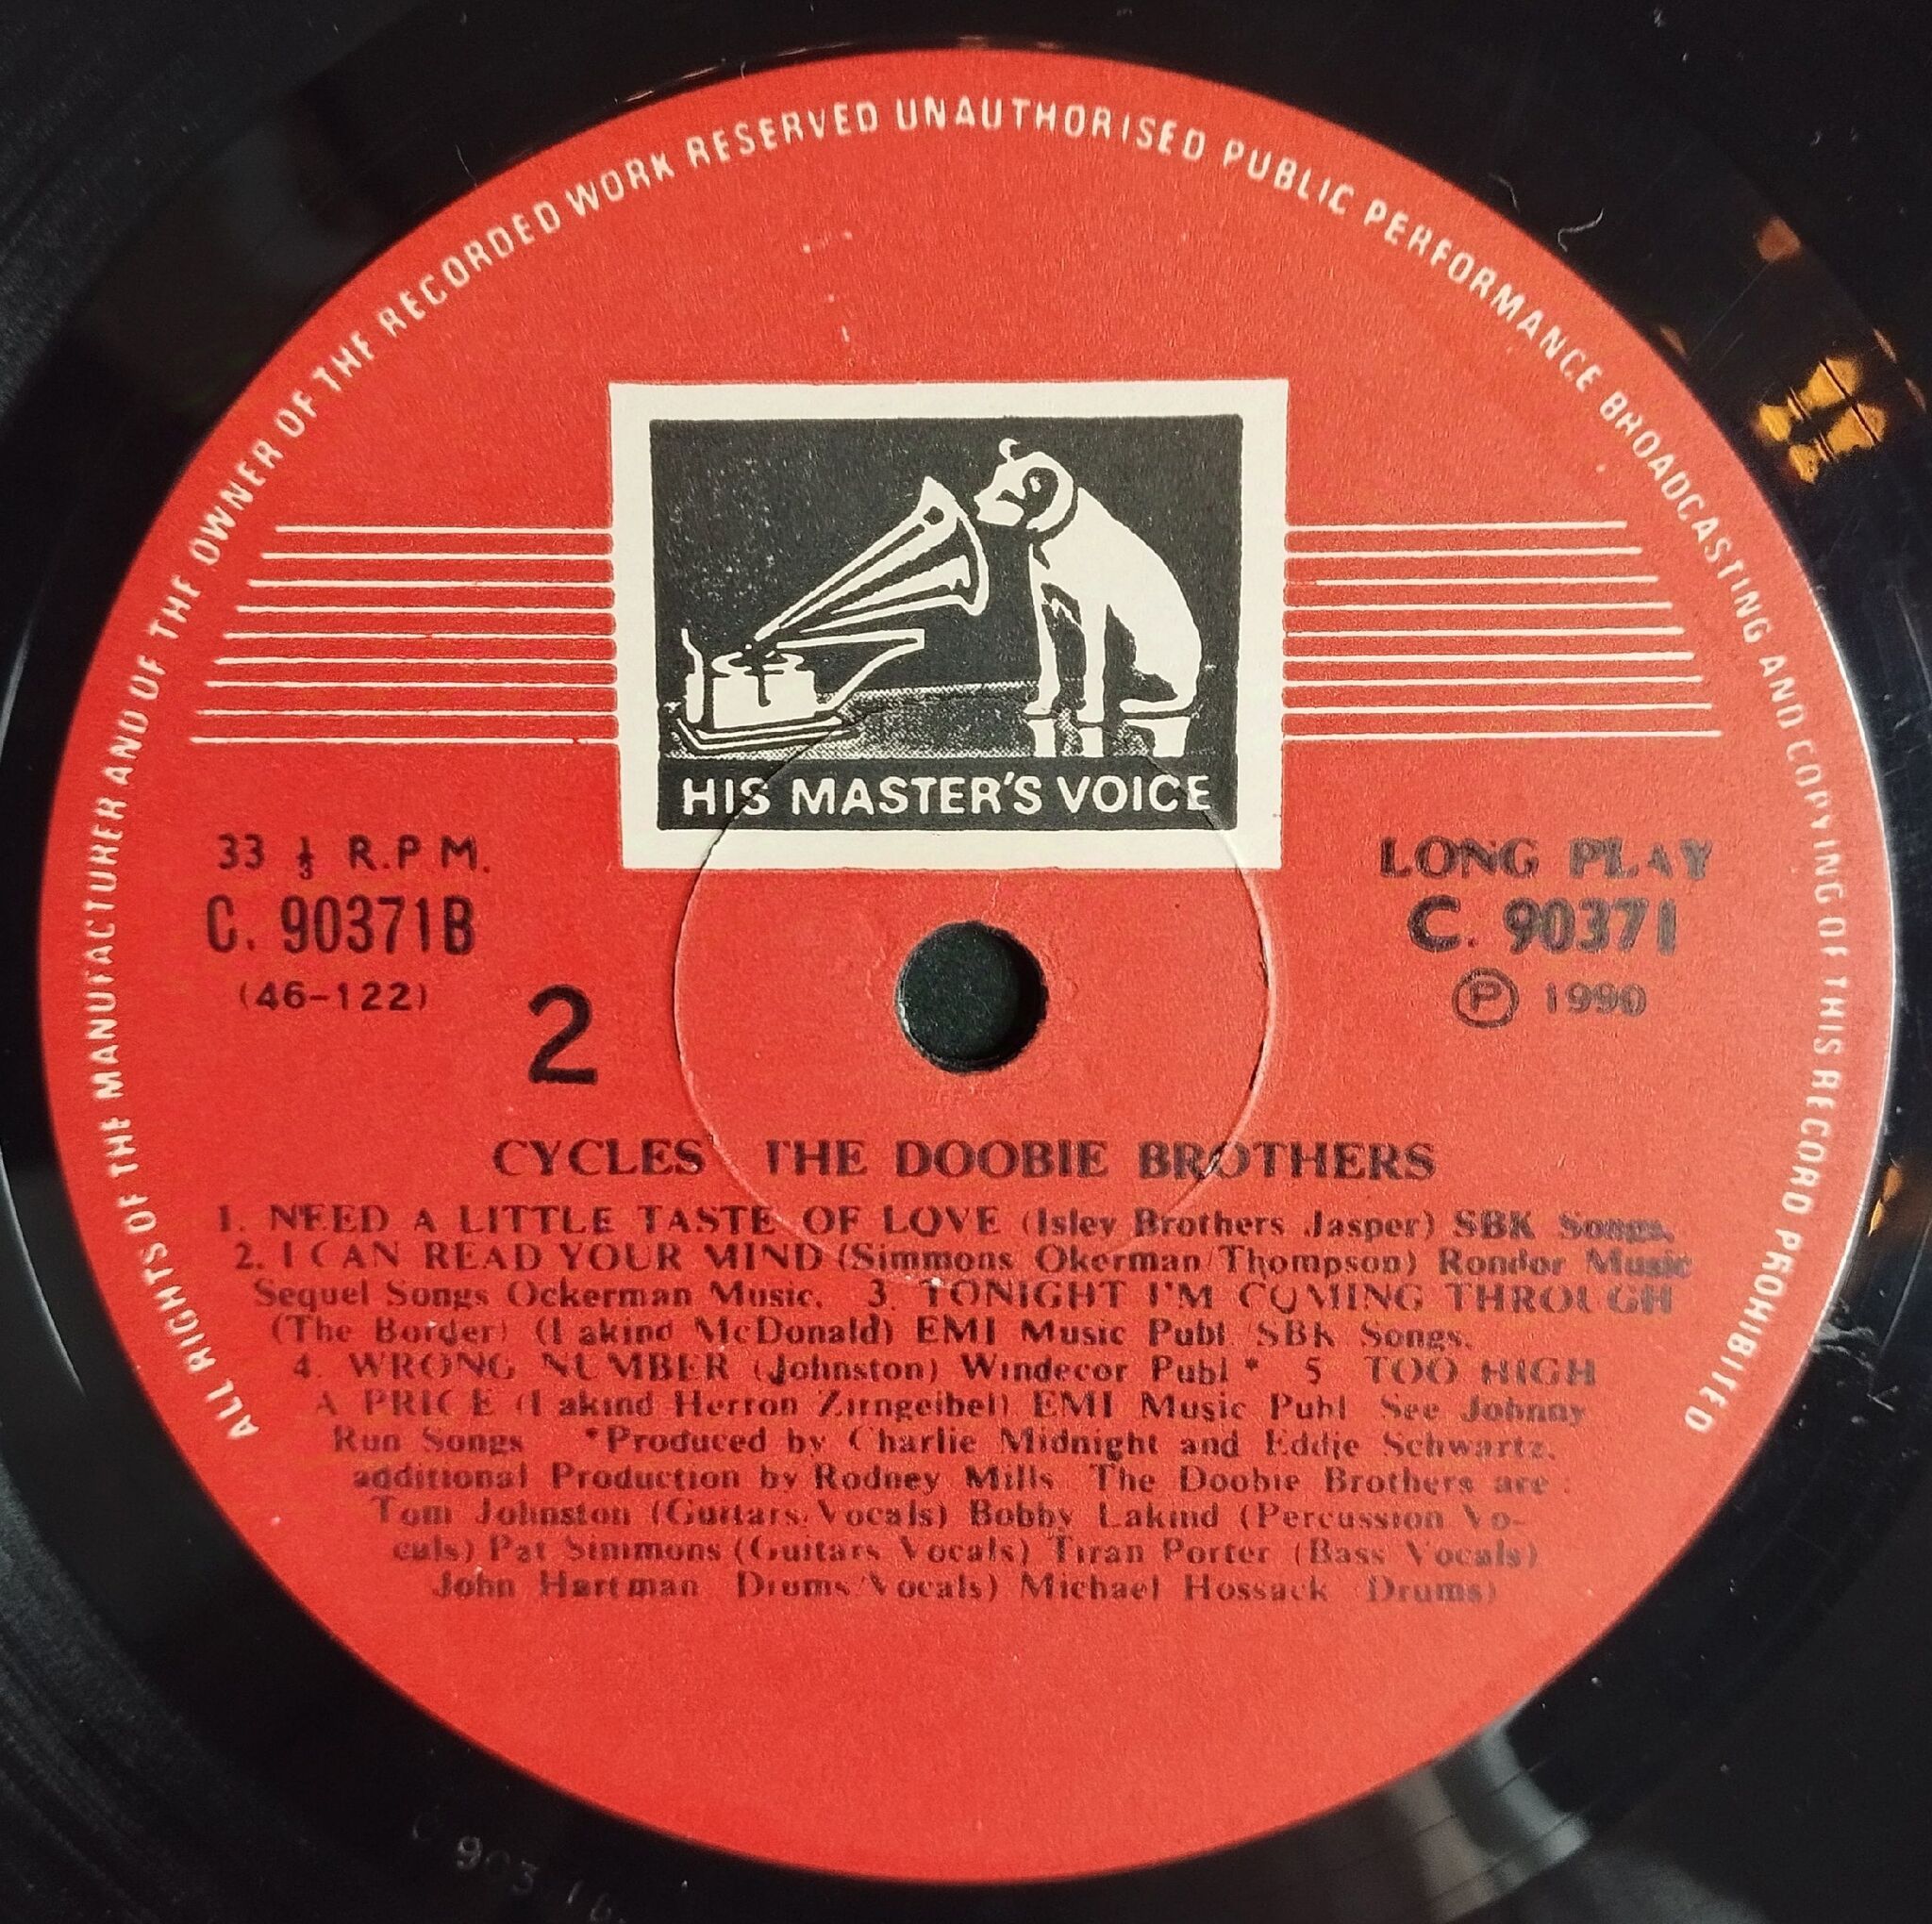 ALL RIGHTS OF THE MANUFACTURER AND OF THE OWNER OF THE RECORDED WORK RESERVED UNAUTHORISED PUBLIC PERFORMANCE BROADCASTING AND COPYING OF THIS RECORD PROHIBITED
HIS MASTER'S VOICE
33 ⅓ R.P.M.
C. 90371B
(46-122)
2
LONG PLAY
C. 90371
Ⓟ 1990
CYCLES THE DOOBIE BROTHERS
1. NEED A LITTLE TASTE OF LOVE (Isley Brothers Jasper) SBK Songs.
2. I CAN READ YOUR MIND (Simmons Okerman/Thompson) Rondor Music
Sequel Songs Ockerman Music. 3. TONIGHT I'M COMING THROUGH
(The Border) (Lakind McDonald) EMI Music Publ. SBK Songs.
4. WRONG NUMBER (Johnston) Windecor Publ * 5 TOO HIGH
A PRICE (Lakind Herron Zirngeibel) EMI Music Publ See Johnny
Run Songs *Produced by Charlie Midnight and Eddie Schwartz.
additional Production by Rodney Mills The Doobie Brothers are :
Tom Johnston (Guitars/Vocals) Bobby Lakind (Percussion Vo-
cals) Pat Simmons (Guitars Vocals) Tiran Porter (Bass Vocals)
John Hartman Drums/Vocals) Michael Hossack Drums)